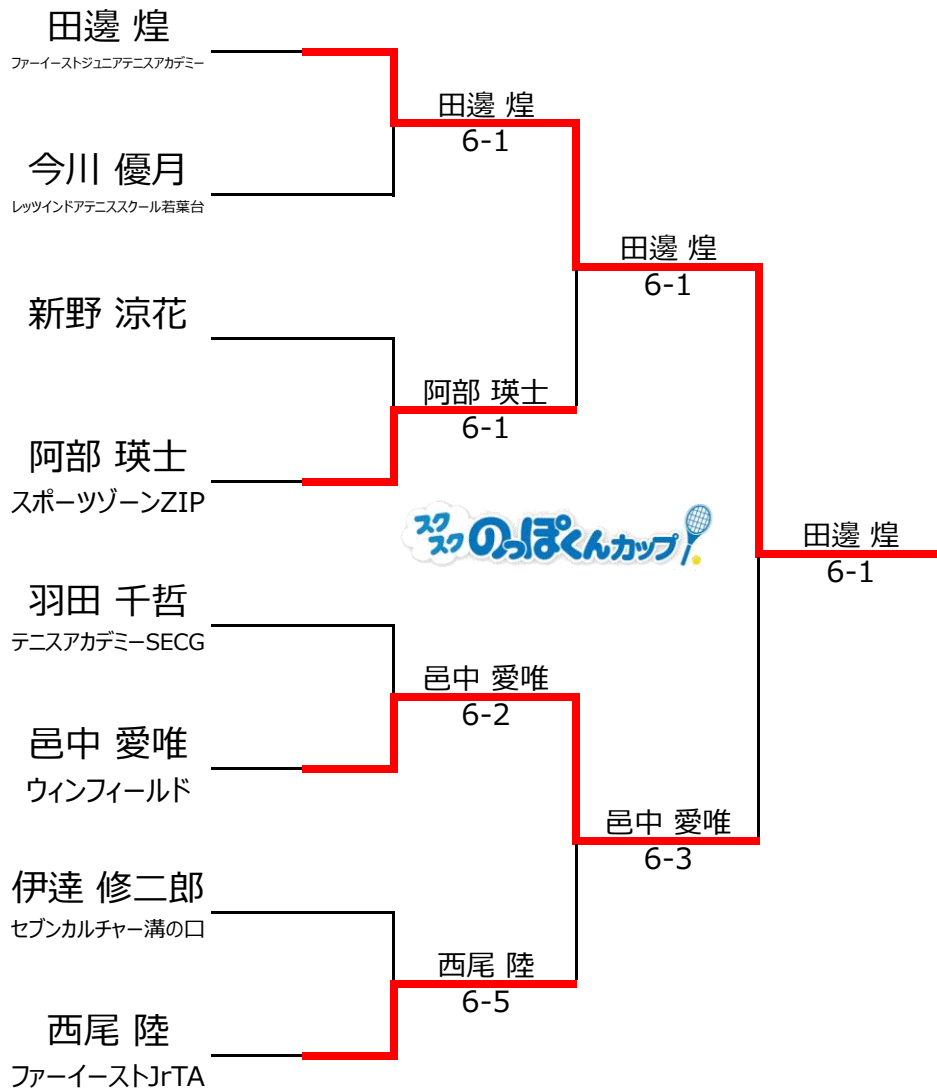 田邊 煌
ファーイーストジュニアテニスアカデミー
田邊 煌
6-1
今川 優月
レッツインドアテニススクール若葉台
田邊 煌
6-1
新野 涼花
阿部 瑛士
6-1
阿部 瑛士
スポーツゾーンZIP
スクスクのっぽくんカップ
田邊 煌
6-1
羽田 千哲
テニスアカデミーSECG
邑中 愛唯
6-2
邑中 愛唯
ウィンフィールド
邑中 愛唯
6-3
伊達 修二郎
セブンカルチャー溝の口
西尾 陸
6-5
西尾 陸
ファーイーストJrTA